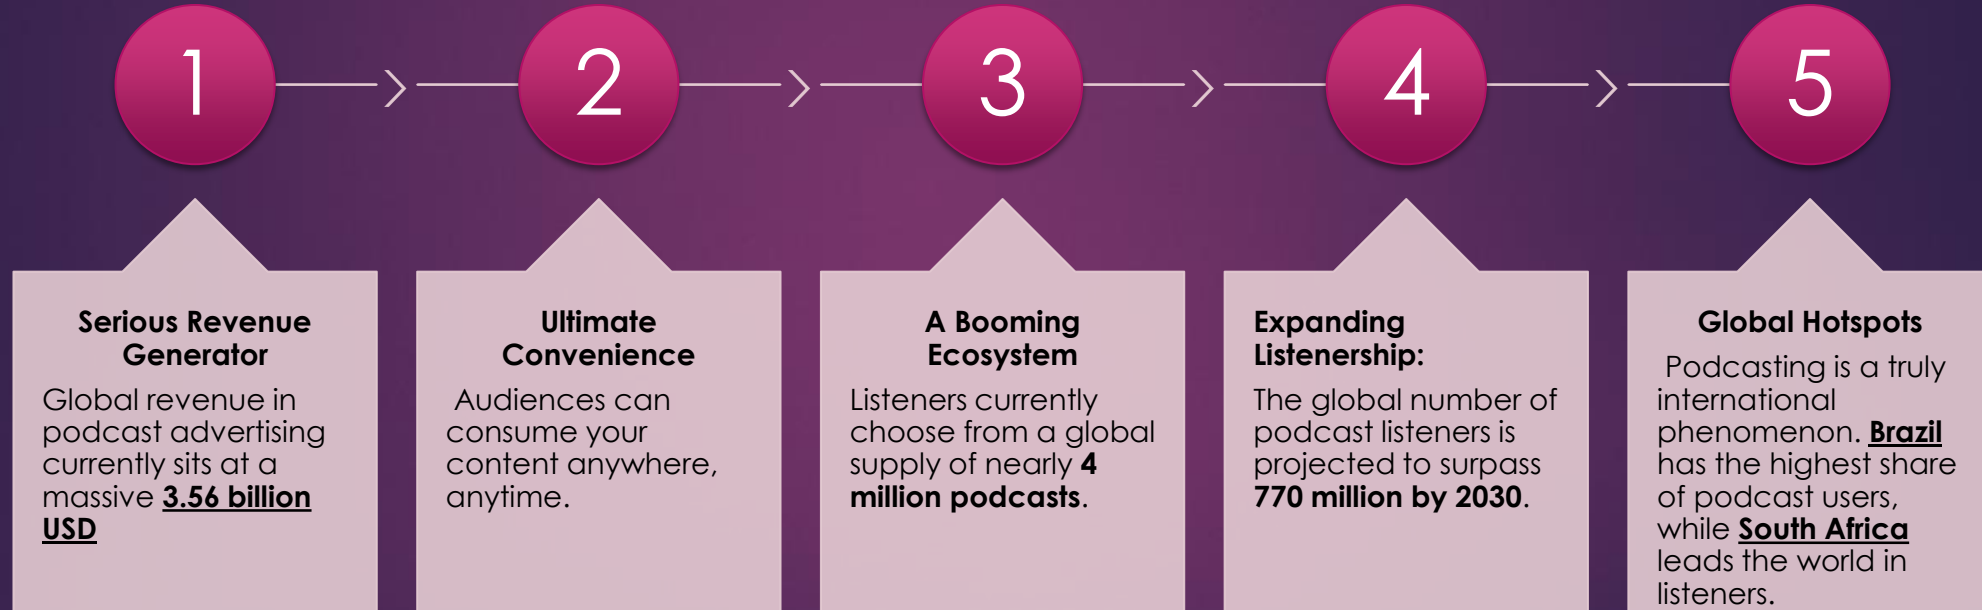 1
2
3
4
5
Serious Revenue
Generator
Global revenue in
podcast advertising
currently sits at a
massive 3.56 billion
USD
Ultimate
Convenience
Audiences can
consume your
content anywhere,
anytime.
A Booming
Ecosystem
Listeners currently
choose from a global
supply of nearly 4
million podcasts.
Expanding
Listenership:
The global number of
podcast listeners is
projected to surpass
770 million by 2030.
Global Hotspots
Podcasting is a truly
international
phenomenon. Brazil
has the highest share
of podcast users,
while South Africa
leads the world in
listeners.